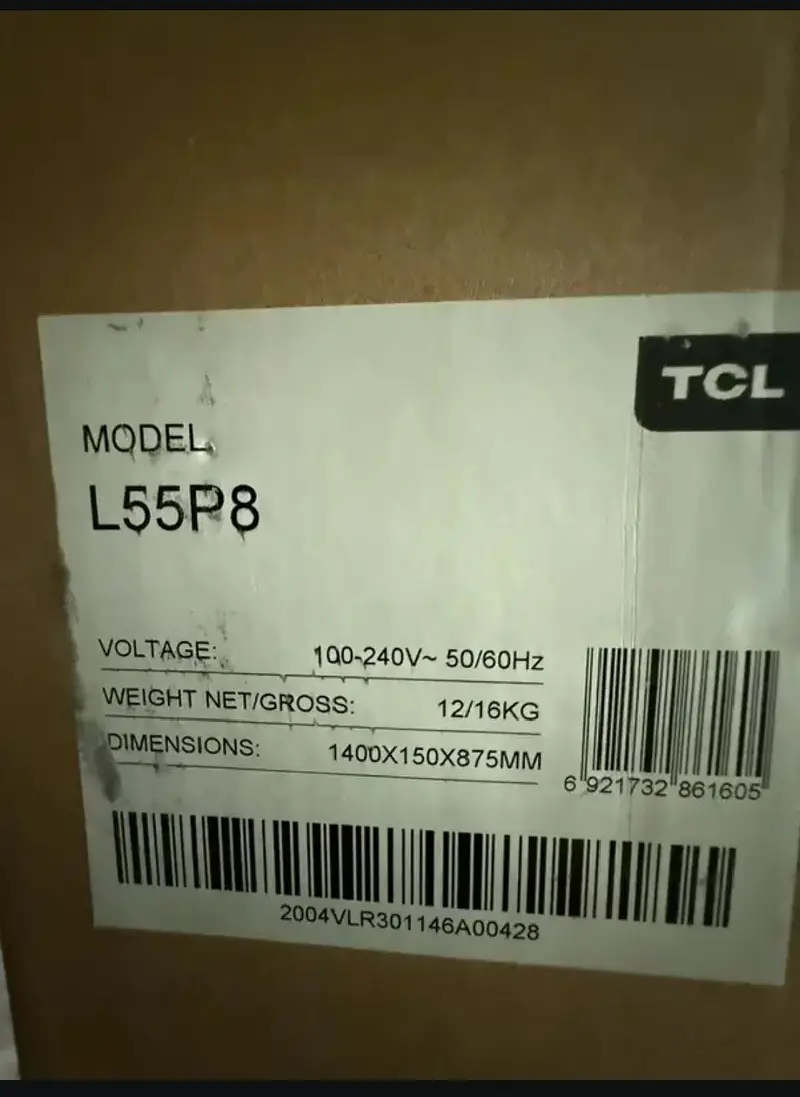 TCL
MODEL
L55P8
VOLTAGE: 100-240V~ 50/60Hz
WEIGHT NET/GROSS: 12/16KG
DIMENSIONS: 1400X150X875MM
6 921732 861605
2004VLR301146A00428